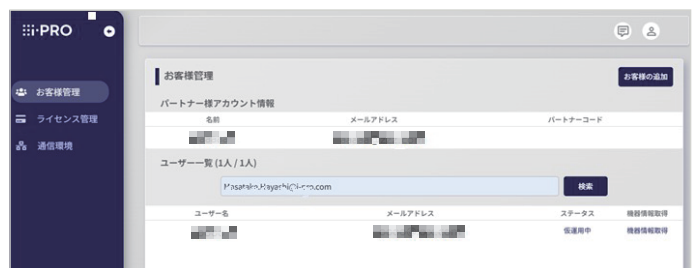 i-PRO
お客様管理
ライセンス管理
通信環境
お客様管理
お客様の追加
パートナー様アカウント情報
名前 メールアドレス パートナーコード
ユーザー一覧 (1人 / 1人)
検索
ユーザー名 メールアドレス ステータス 機器情報取得
仮運用中 機器情報取得